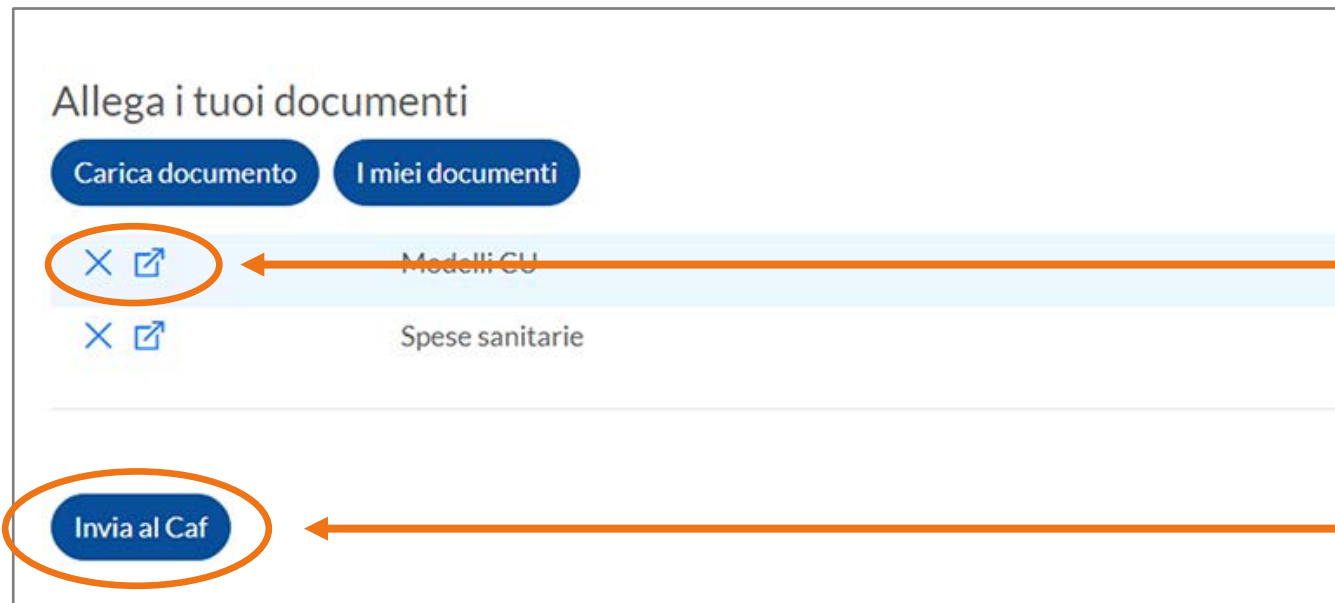 Allega i tuoi documenti
Carica documento I miei documenti
Modelli CU
Spese sanitarie
Invia al Caf